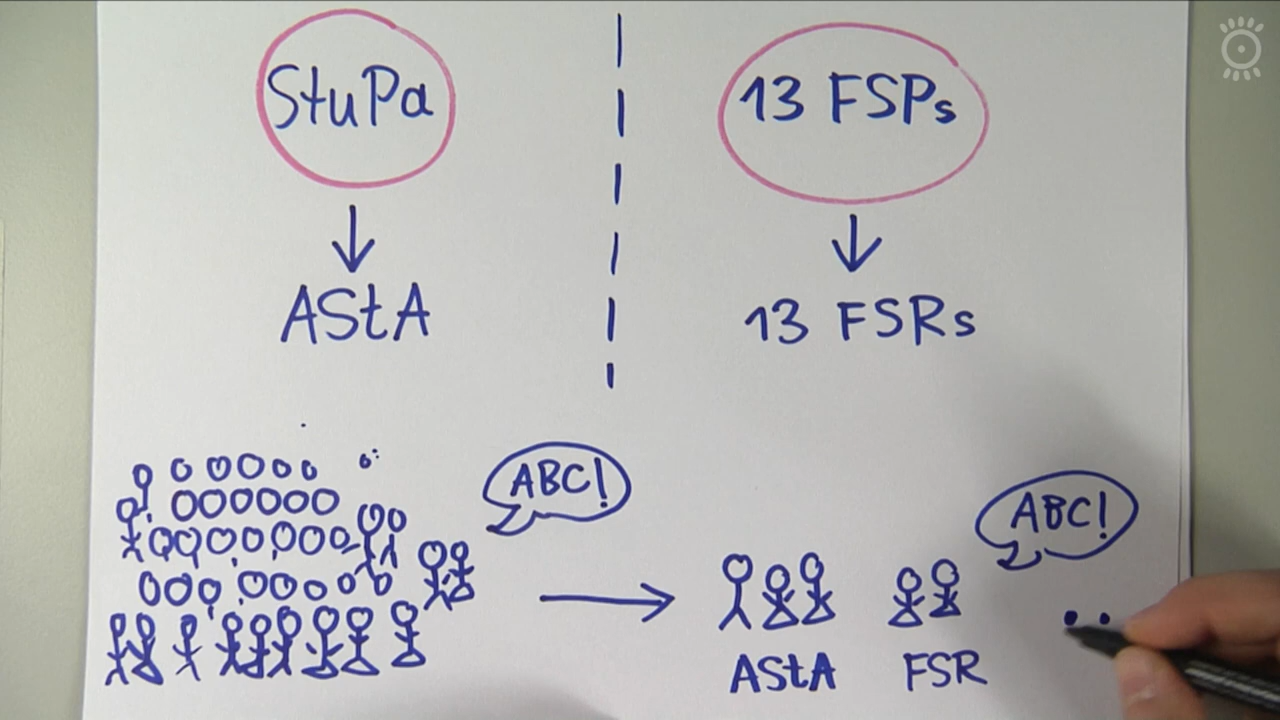 StuPa
AStA
13 FSPs
13 FSRs
ABC!
ABC!
AStA
FSR